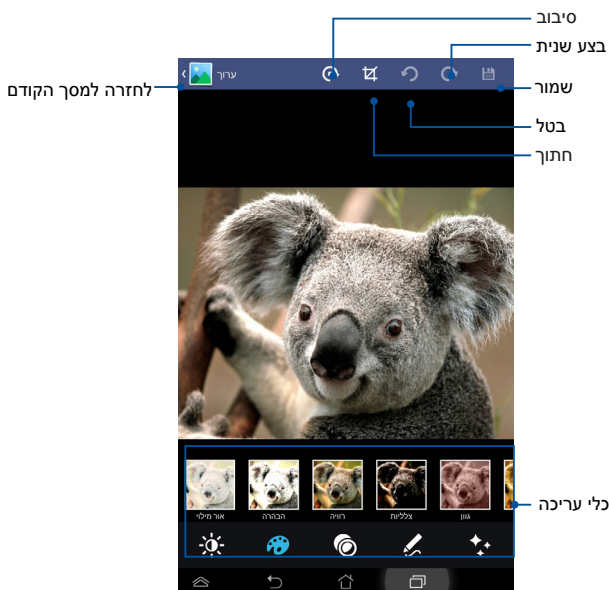 סיבוב
בצע שנית
ערוך
לחזרה למסך הקודם
שמור
בטל
חתוך
כלי עריכה
אור מילוי
הבהרה
רוויה
צלליות
גוון